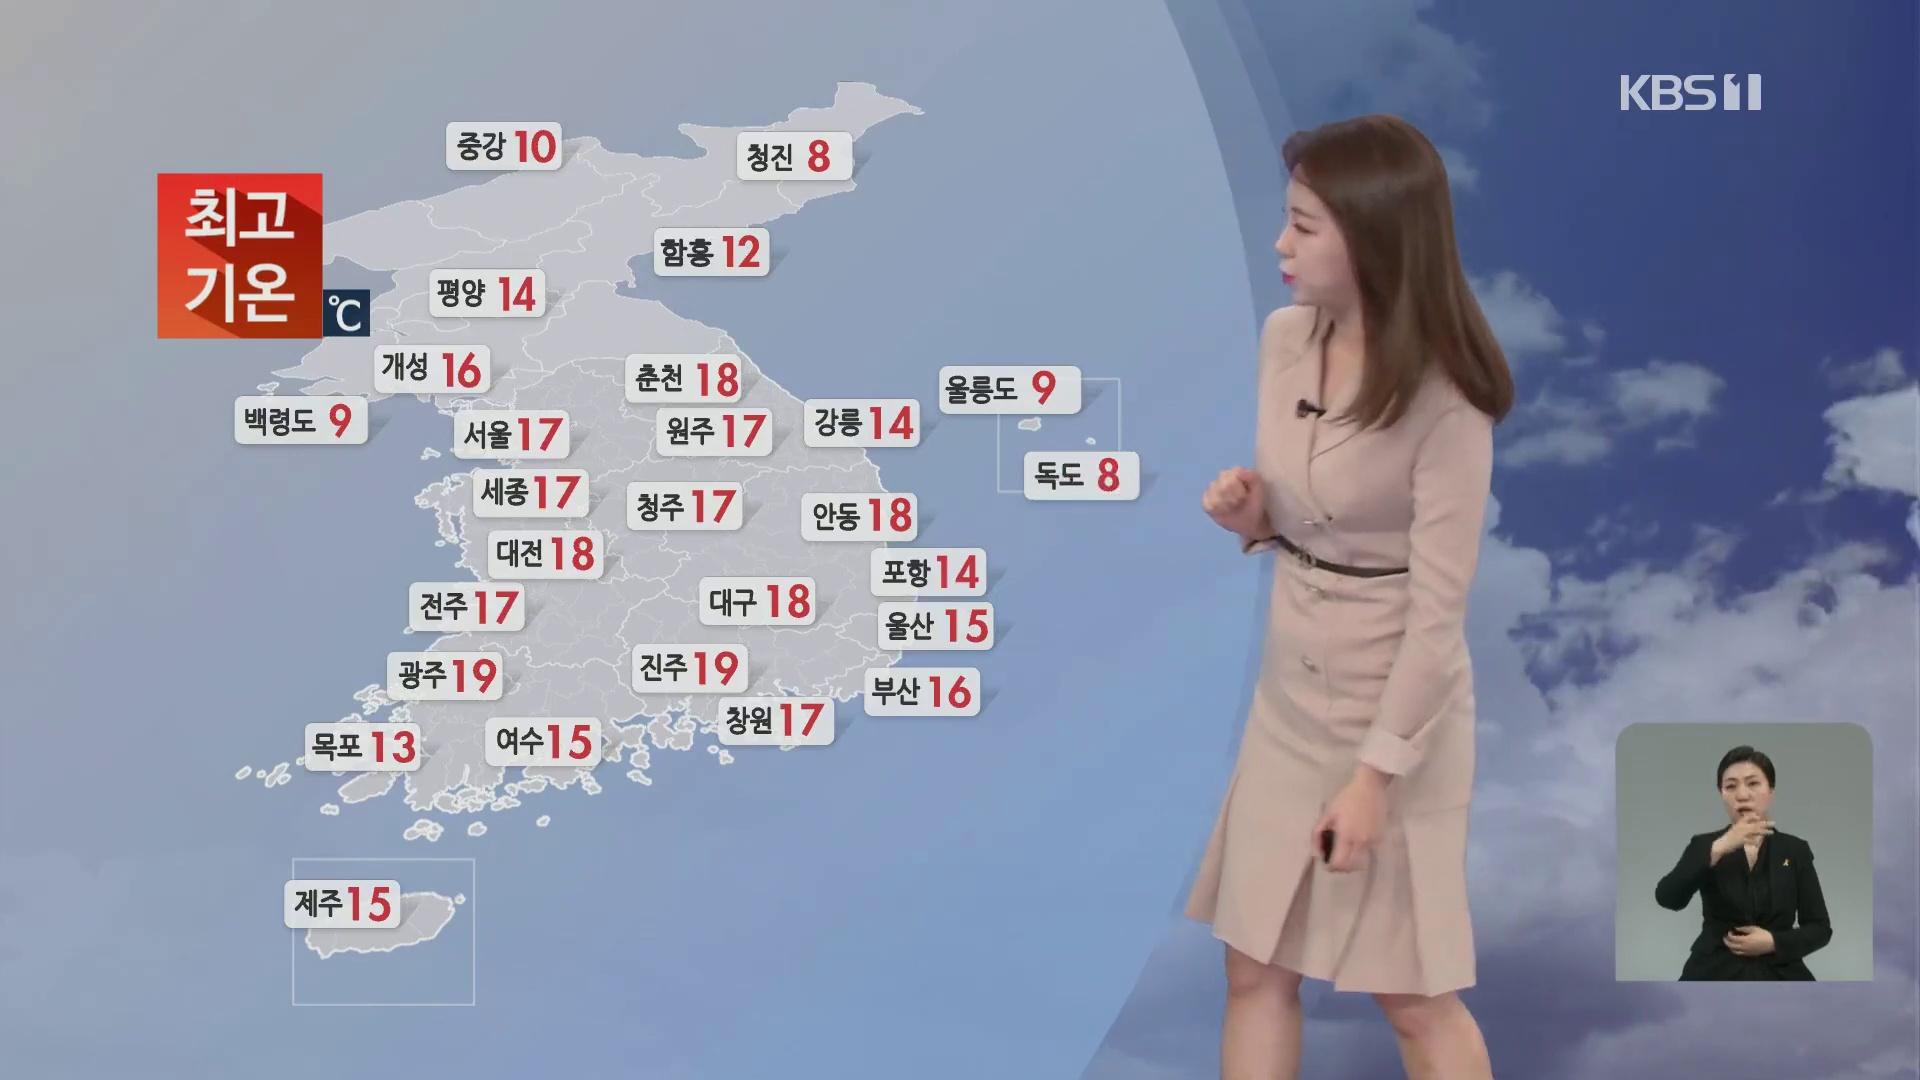 KBS 1
최고
기온
℃
중강 10
청진 8
함흥 12
평양 14
개성 16
춘천 18
울릉도 9
백령도 9
서울 17
원주 17
강릉 14
독도 8
세종 17
청주 17
안동 18
대전 18
포항 14
전주 17
대구 18
울산 15
광주 19
진주 19
부산 16
목포 13
여수 15
창원 17
제주 15